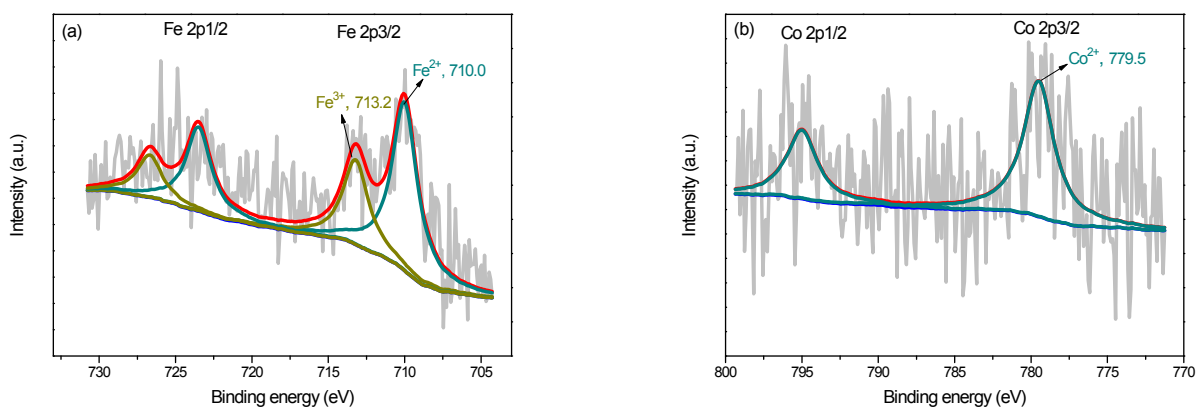 (a)
Fe 2p1/2
Fe 2p3/2
Fe2+, 710.0
Fe3+, 713.2
Intensity (a.u.)
730 725 720 715 710 705
Binding energy (eV)
(b)
Co 2p1/2
Co 2p3/2
Co2+, 779.5
Intensity (a.u.)
800 795 790 785 780 775 770
Binding energy (eV)